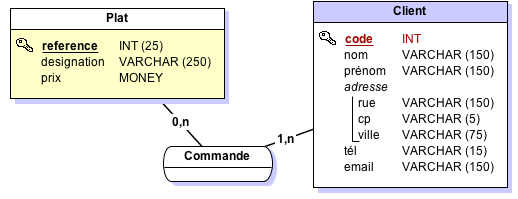 Plat
reference INT (25)
designation VARCHAR (250)
prix MONEY
0,n
Commande
1,n
Client
code INT
nom VARCHAR (150)
prénom VARCHAR (150)
adresse
rue VARCHAR (150)
cp VARCHAR (5)
ville VARCHAR (75)
tél VARCHAR (15)
email VARCHAR (150)